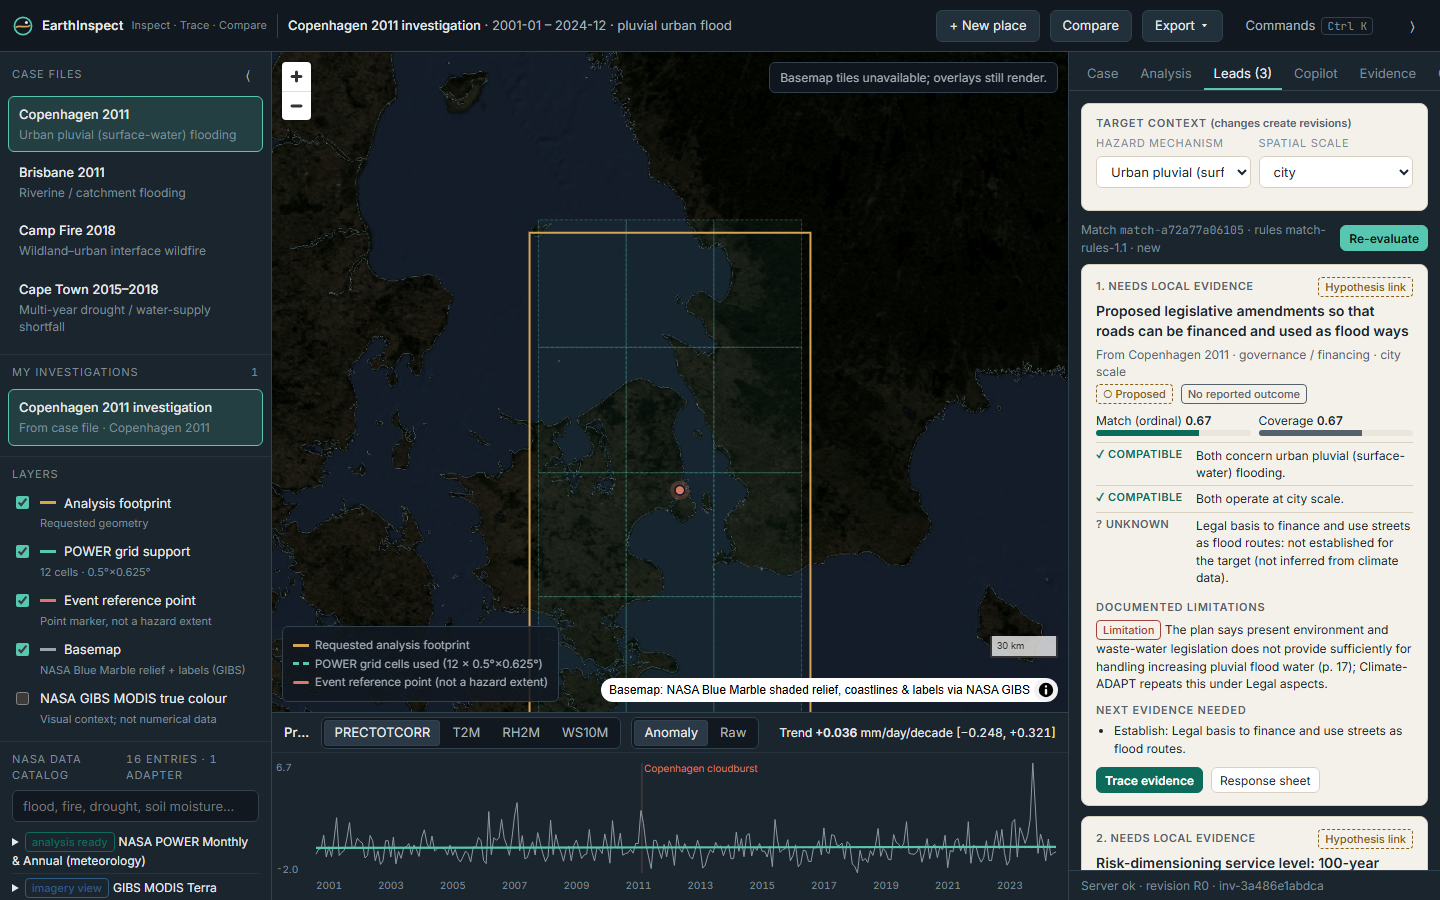 EarthInspect Inspect · Trace · Compare
Copenhagen 2011 investigation · 2001-01 – 2024-12 · pluvial urban flood
+ New place
Compare
Export
Commands Ctrl K
CASE FILES
Copenhagen 2011
Urban pluvial (surface-water) flooding
Brisbane 2011
Riverine / catchment flooding
Camp Fire 2018
Wildland–urban interface wildfire
Cape Town 2015–2018
Multi-year drought / water-supply
shortfall
MY INVESTIGATIONS 1
Copenhagen 2011 investigation
From case file · Copenhagen 2011
LAYERS
Analysis footprint
Requested geometry
POWER grid support
12 cells · 0.5°×0.625°
Event reference point
Point marker, not a hazard extent
Basemap
NASA Blue Marble relief + labels (GIBS)
NASA GIBS MODIS true colour
Visual context; not numerical data
NASA DATA
CATALOG
16 ENTRIES · 1
ADAPTER
flood, fire, drought, soil moisture...
analysis ready NASA POWER Monthly
& Annual (meteorology)
imagery view GIBS MODIS Terra
+
−
Basemap tiles unavailable; overlays still render.
Requested analysis footprint
POWER grid cells used (12 × 0.5°×0.625°)
Event reference point (not a hazard extent)
30 km
Basemap: NASA Blue Marble shaded relief, coastlines & labels via NASA GIBS
Pr...
PRECTOTCORR T2M RH2M WS10M
Anomaly Raw
Trend +0.036 mm/day/decade [−0.248, +0.321]
6.7
Copenhagen cloudburst
-2.0
2001 2003 2005 2007 2009 2011 2013 2015 2017 2019 2021 2023
Case Analysis Leads (3) Copilot Evidence
TARGET CONTEXT (changes create revisions)
HAZARD MECHANISM
Urban pluvial (surf
SPATIAL SCALE
city
Match match-a72a77a06105 · rules match-
rules-1.1 · new
Re-evaluate
1. NEEDS LOCAL EVIDENCE
Hypothesis link
Proposed legislative amendments so that
roads can be financed and used as flood ways
From Copenhagen 2011 · governance / financing · city
scale
Proposed
No reported outcome
Match (ordinal) 0.67
Coverage 0.67
✓ COMPATIBLE Both concern urban pluvial (surface-
water) flooding.
✓ COMPATIBLE Both operate at city scale.
? UNKNOWN Legal basis to finance and use streets
as flood routes: not established for
the target (not inferred from climate
data).
DOCUMENTED LIMITATIONS
Limitation The plan says present environment and
waste-water legislation does not provide sufficiently for
handling increasing pluvial flood water (p. 17); Climate-
ADAPT repeats this under Legal aspects.
NEXT EVIDENCE NEEDED
• Establish: Legal basis to finance and use streets as
flood routes.
Trace evidence
Response sheet
2. NEEDS LOCAL EVIDENCE
Hypothesis link
Risk-dimensioning service level: 100-year
Server ok · revision R0 · inv-3a486e1abdca